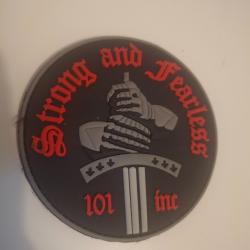 Strong and Fearless
101 inc